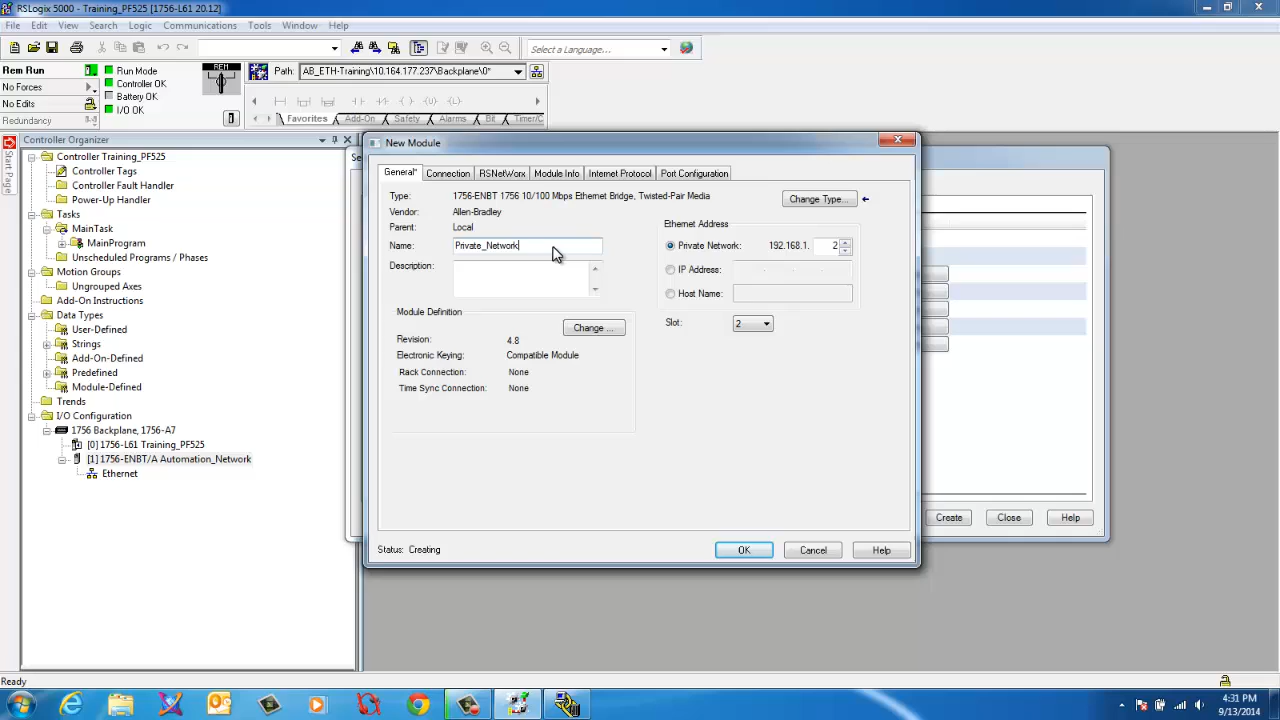 RSLogix 5000 - Training_PF525 [1756-L61 20.12]
File Edit View Search Logic Communications Tools Window Help
Select a Language...
Rem Run
Run Mode
Path: AB_ETH-Training\10.164.177.237\Backplane\0*
No Forces
Controller OK
Battery OK
No Edits
I/O OK
Redundancy
Favorites Add-On Safety Alarms Bit Timer/C
REM
Start Page
Controller Organizer
Controller Training_PF525
Controller Tags
Controller Fault Handler
Power-Up Handler
Tasks
MainTask
MainProgram
Unscheduled Programs / Phases
Motion Groups
Ungrouped Axes
Add-On Instructions
Data Types
User-Defined
Strings
Add-On-Defined
Predefined
Module-Defined
Trends
I/O Configuration
1756 Backplane, 1756-A7
[0] 1756-L61 Training_PF525
[1] 1756-ENBT/A Automation_Network
Ethernet
New Module
General* Connection RSNetWorx Module Info Internet Protocol Port Configuration
Type: 1756-ENBT 1756 10/100 Mbps Ethernet Bridge, Twisted-Pair Media
Change Type...
Vendor: Allen-Bradley
Parent: Local
Name: Private_Network
Description:
Ethernet Address
Private Network: 192.168.1. 2
IP Address:
Host Name:
Slot: 2
Module Definition
Change ...
Revision: 4.8
Electronic Keying: Compatible Module
Rack Connection: None
Time Sync Connection: None
Status: Creating
OK Cancel Help
Create Close Help
Ready
4:31 PM
9/13/2014